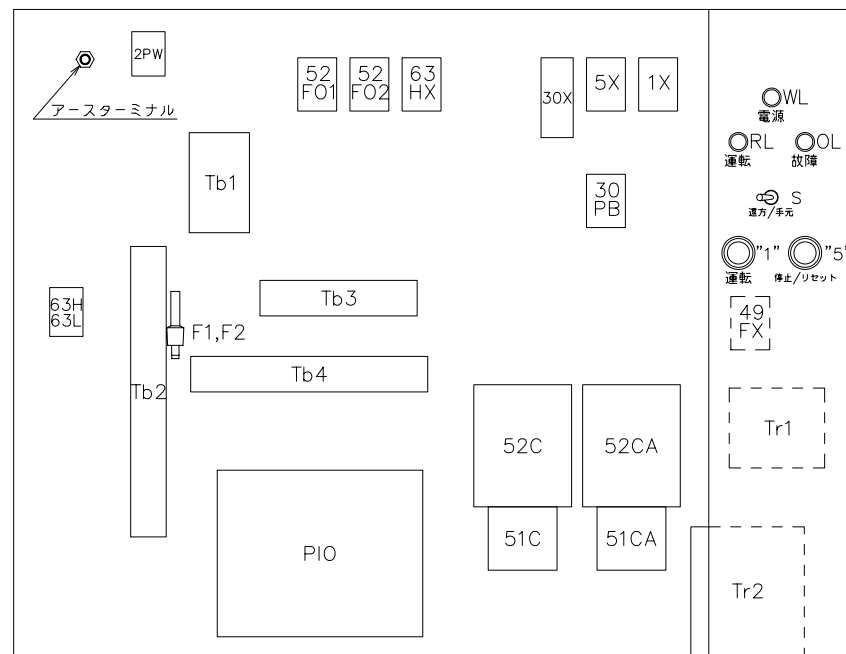 2PW
アースターミナル
52
FO1
52
FO2
63
HX
30X
5X
1X
WL
電源
RL
運転
OL
故障
S
遠方/手元
"1"
運転
"5"
停止/リセット
Tb1
30
PB
63H
63L
Tb2
F1,F2
Tb3
Tb4
49
FX
Tr1
52C
52CA
51C
51CA
PIO
Tr2